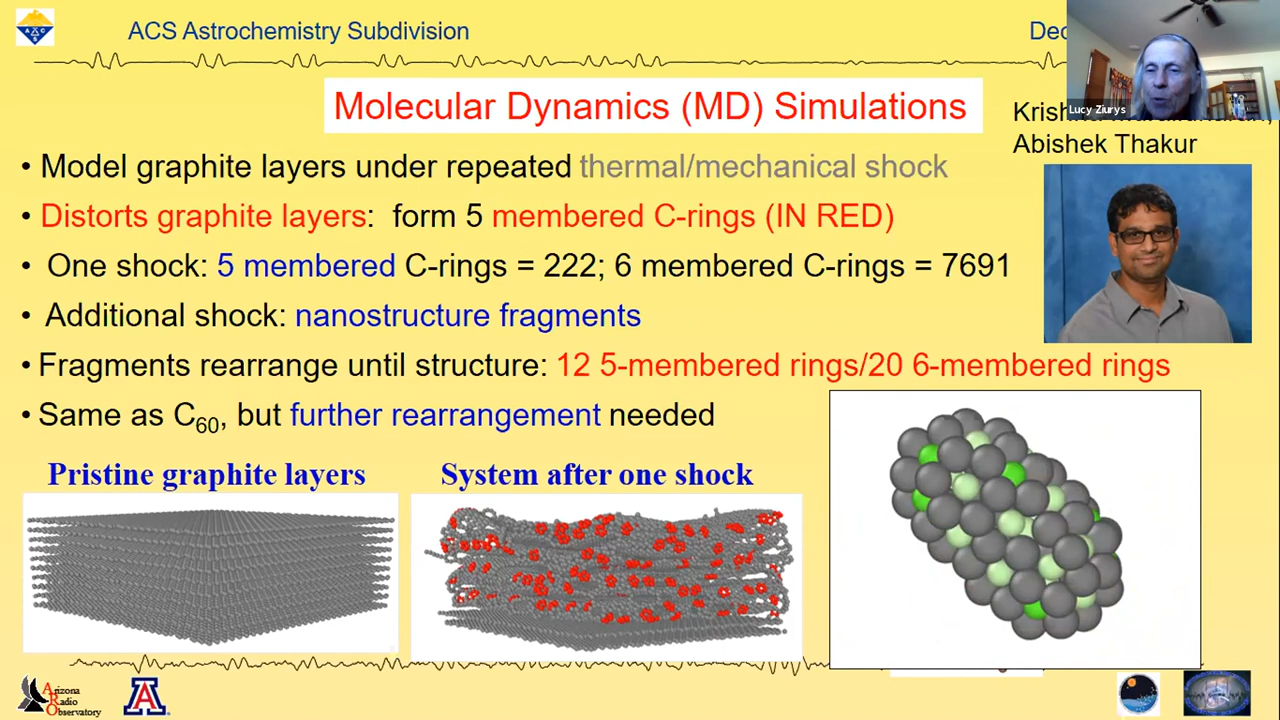 ACS Astrochemistry Subdivision
Dec
Lucy Ziurys
Molecular Dynamics (MD) Simulations
Abishek Thakur
• Model graphite layers under repeated thermal/mechanical shock
• Distorts graphite layers: form 5 membered C-rings (IN RED)
• One shock: 5 membered C-rings = 222; 6 membered C-rings = 7691
• Additional shock: nanostructure fragments
• Fragments rearrange until structure: 12 5-membered rings/20 6-membered rings
• Same as C60, but further rearrangement needed
Pristine graphite layers
System after one shock
Arizona
Radio
Observatory
A